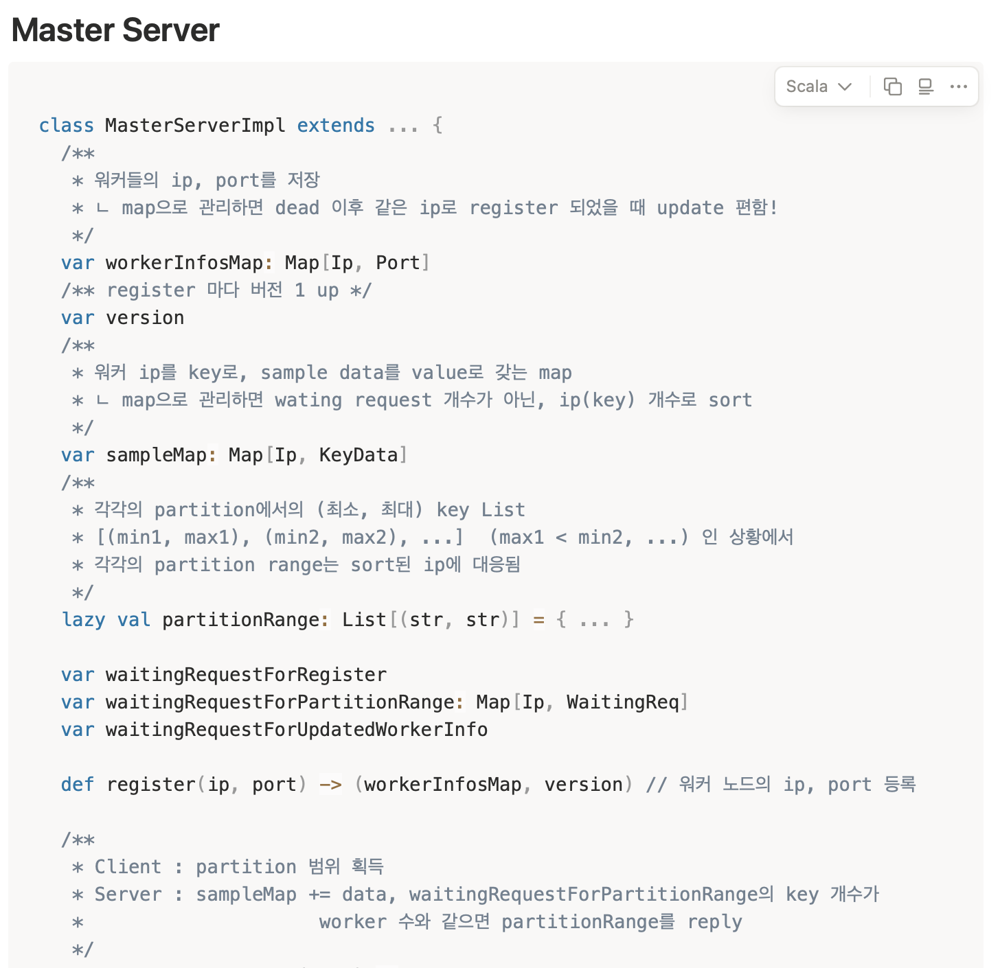 Master Server
Scala
class MasterServerImpl extends ... {
/**
* 워커들의 ip, port를 저장
* ㄴ map으로 관리하면 dead 이후 같은 ip로 register 되었을 때 update 편함!
*/
var workerInfosMap: Map[Ip, Port]
/** register 마다 버전 1 up */
var version
/**
* 워커 ip를 key로, sample data를 value로 갖는 map
* ㄴ map으로 관리하면 wating request 개수가 아닌, ip(key) 개수로 sort
*/
var sampleMap: Map[Ip, KeyData]
/**
* 각각의 partition에서의 (최소, 최대) key List
* [(min1, max1), (min2, max2), ...]  (max1 < min2, ...) 인 상황에서
* 각각의 partition range는 sort된 ip에 대응됨
*/
lazy val partitionRange: List[(str, str)] = { ... }
var waitingRequestForRegister
var waitingRequestForPartitionRange: Map[Ip, WaitingReq]
var waitingRequestForUpdatedWorkerInfo
def register(ip, port) -> (workerInfosMap, version) // 워커 노드의 ip, port 등록
/**
* Client : partition 범위 획득
* Server : sampleMap += data, waitingRequestForPartitionRange의 key 개수가
* worker 수와 같으면 partitionRange를 reply
*/